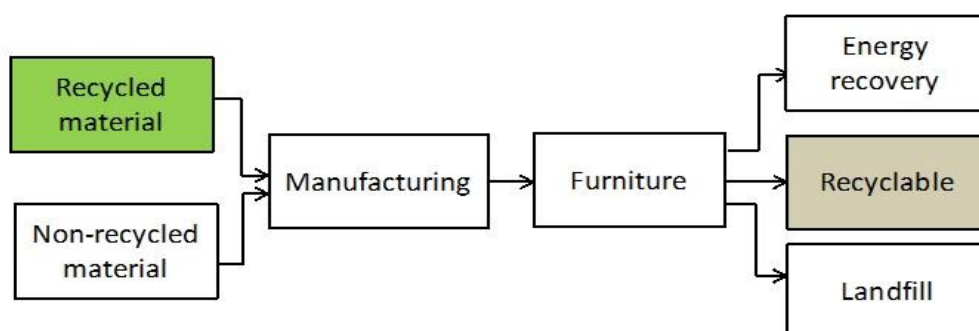 Recycled
material
Non-recycled
material
Manufacturing
Furniture
Energy
recovery
Recyclable
Landfill